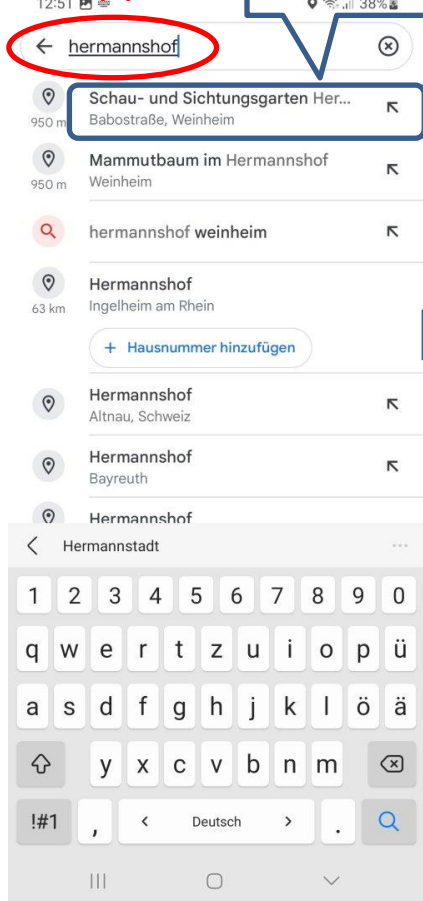 12:51 38%
hermannshof
Schau- und Sichtungsgarten Her...
950 m Babostraße, Weinheim
Mammutbaum im Hermannshof
950 m Weinheim
hermannshof weinheim
Hermannshof
63 km Ingelheim am Rhein
+ Hausnummer hinzufügen
Hermannshof
Altnau, Schweiz
Hermannshof
Bayreuth
Hermannshof
Hermannstadt ...
1 2 3 4 5 6 7 8 9 0
q w e r t z u i o p ü
a s d f g h j k l ö ä
y x c v b n m
!#1 , < Deutsch > .